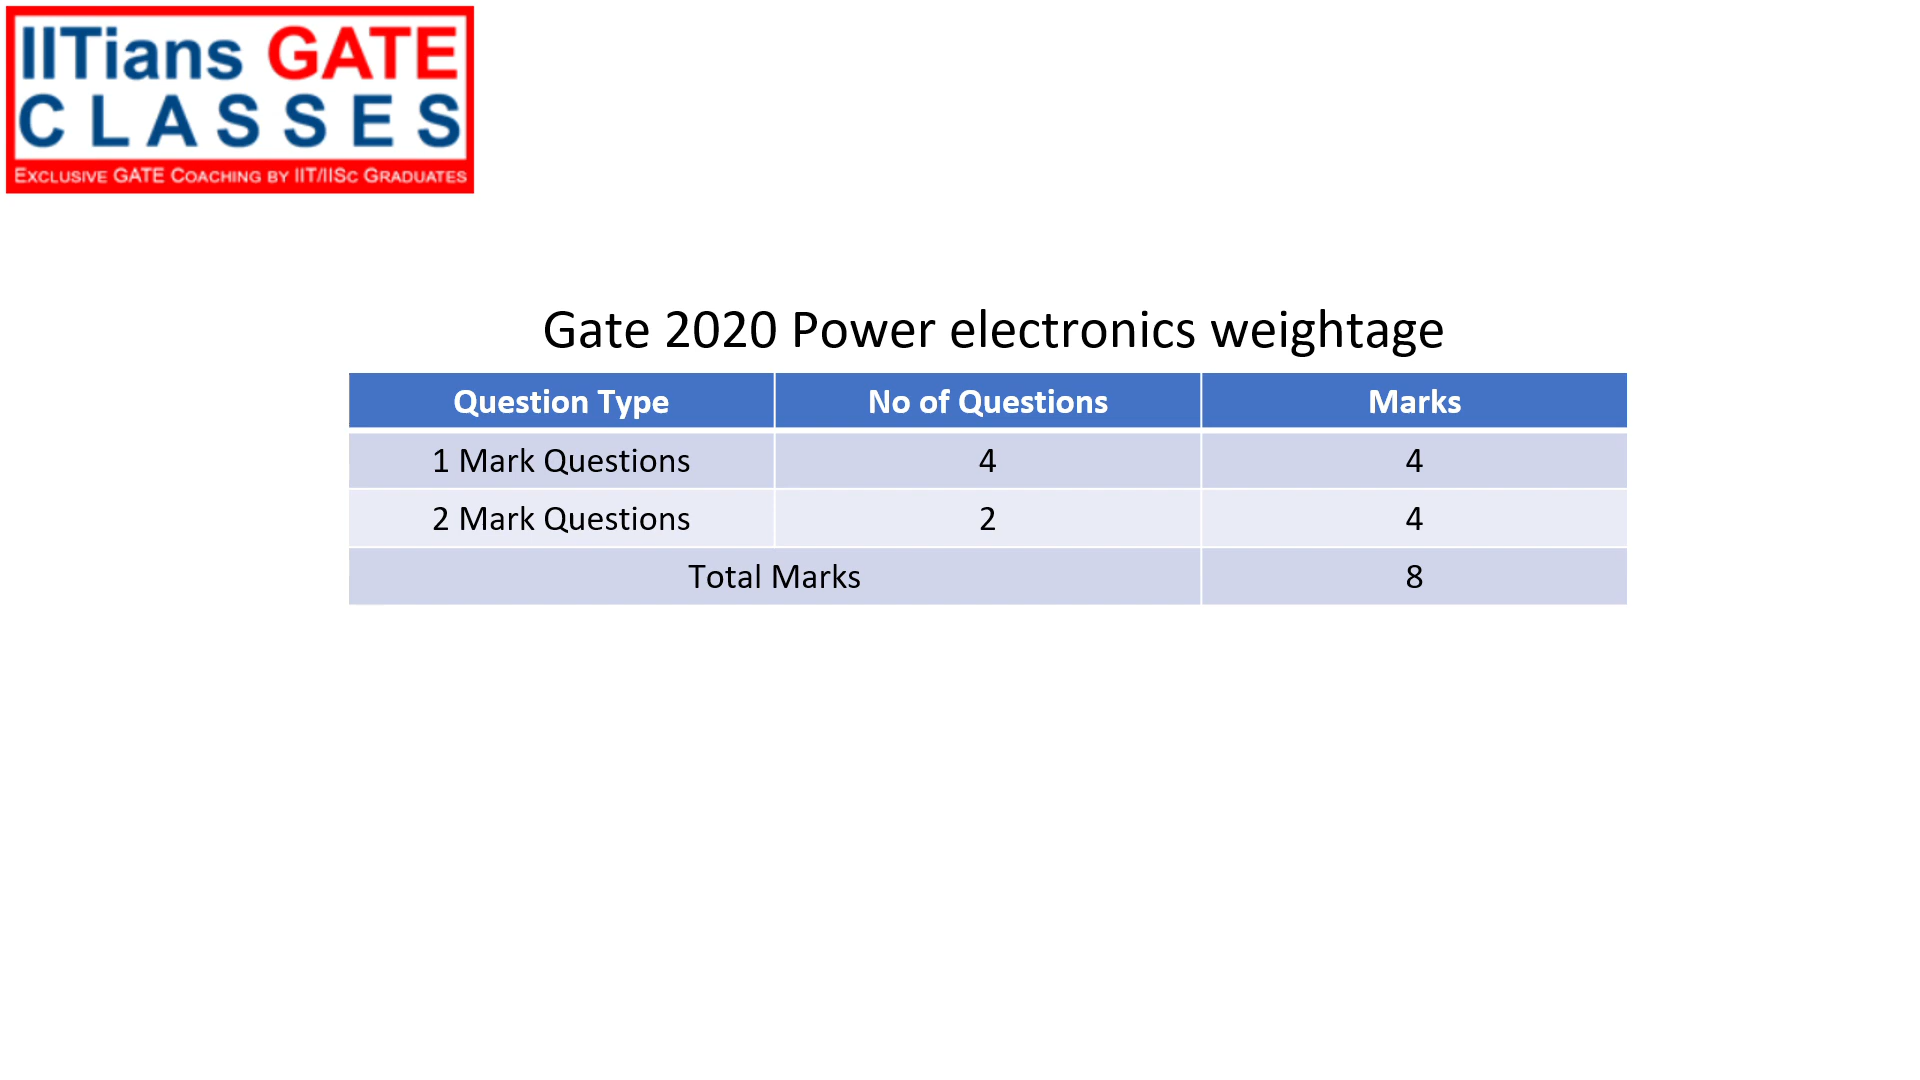 IITians GATE
CLASSES
EXCLUSIVE GATE COACHING BY IIT/IISC GRADUATES
Gate 2020 Power electronics weightage
Question Type No of Questions Marks
1 Mark Questions 4 4
2 Mark Questions 2 4
Total Marks 8